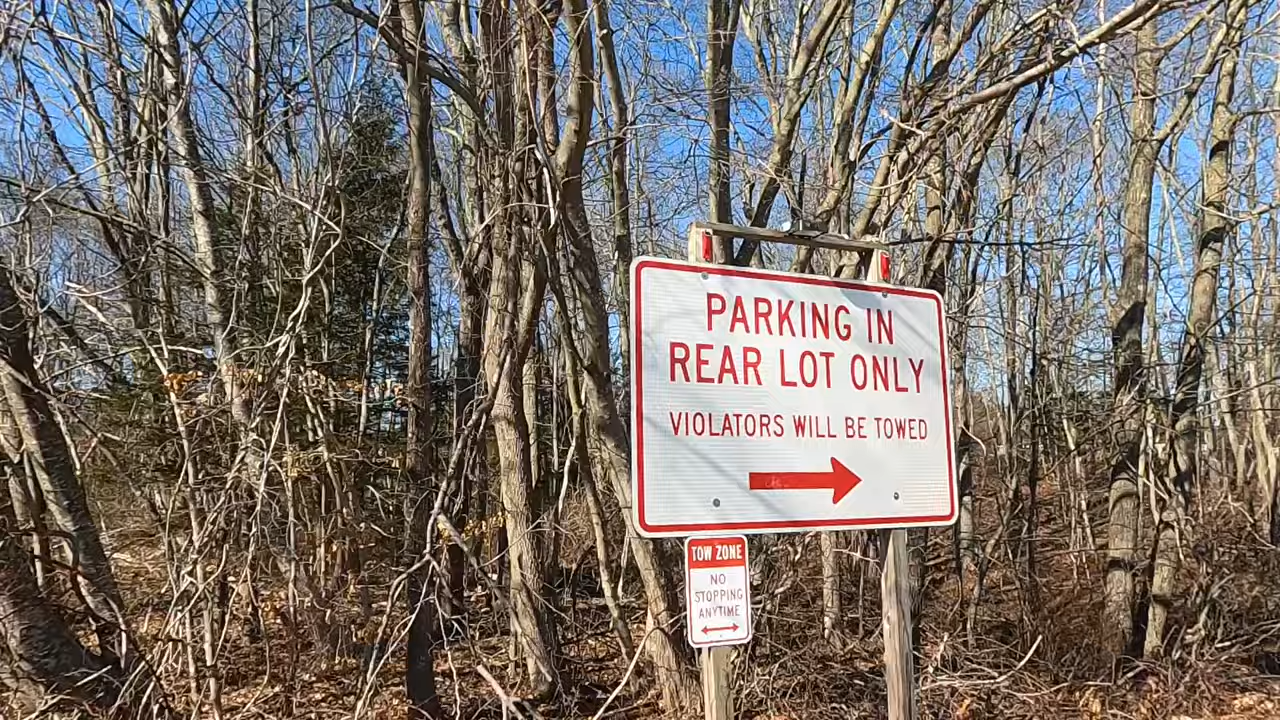 PARKING IN
REAR LOT ONLY
VIOLATORS WILL BE TOWED
TOW ZONE
NO
STOPPING
ANYTIME